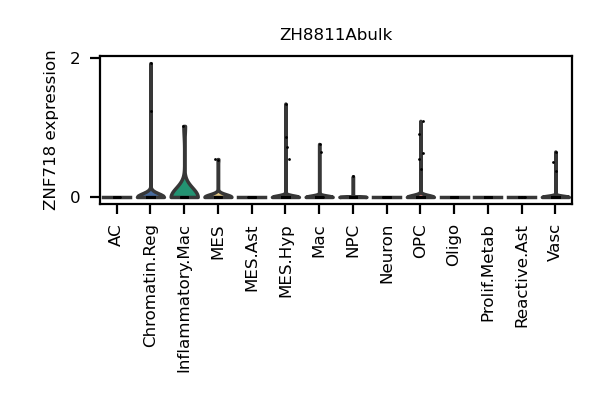 ZH8811Abulk
ZNF718 expression
2
0
AC
Chromatin.Reg
Inflammatory.Mac
MES
MES.Ast
MES.Hyp
Mac
NPC
Neuron
OPC
Oligo
Prolif.Metab
Reactive.Ast
Vasc